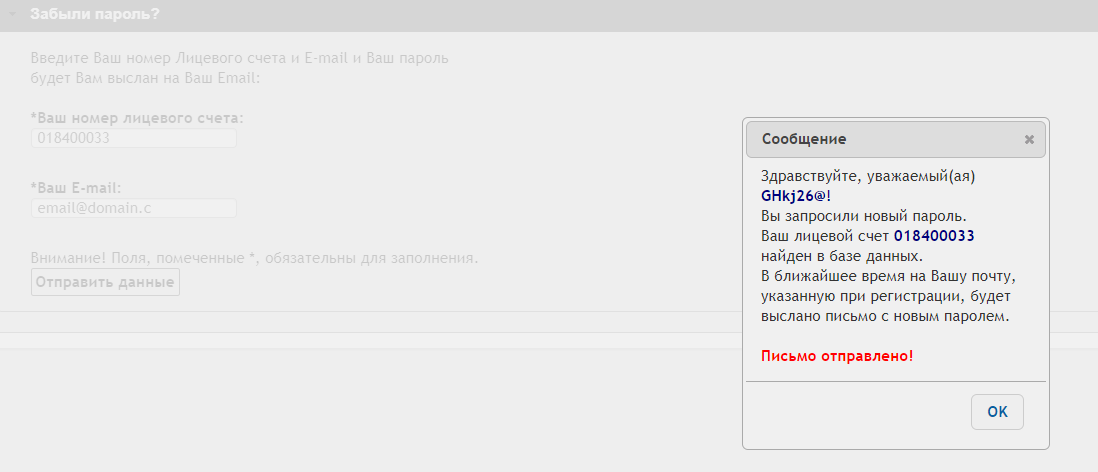 Забыли пароль?
Введите Ваш номер Лицевого счета и E-mail и Ваш пароль
будет Вам выслан на Ваш Email:
*Ваш номер лицевого счета:
018400033
*Ваш E-mail:
email@domain.c
Внимание! Поля, помеченные *, обязательны для заполнения.
Отправить данные
Сообщение
Здравствуйте, уважаемый(ая)
GHkj26@!
Вы запросили новый пароль.
Ваш лицевой счет 018400033
найден в базе данных.
В ближайшее время на Вашу почту,
указанную при регистрации, будет
выслано письмо с новым паролем.
Письмо отправлено!
OK